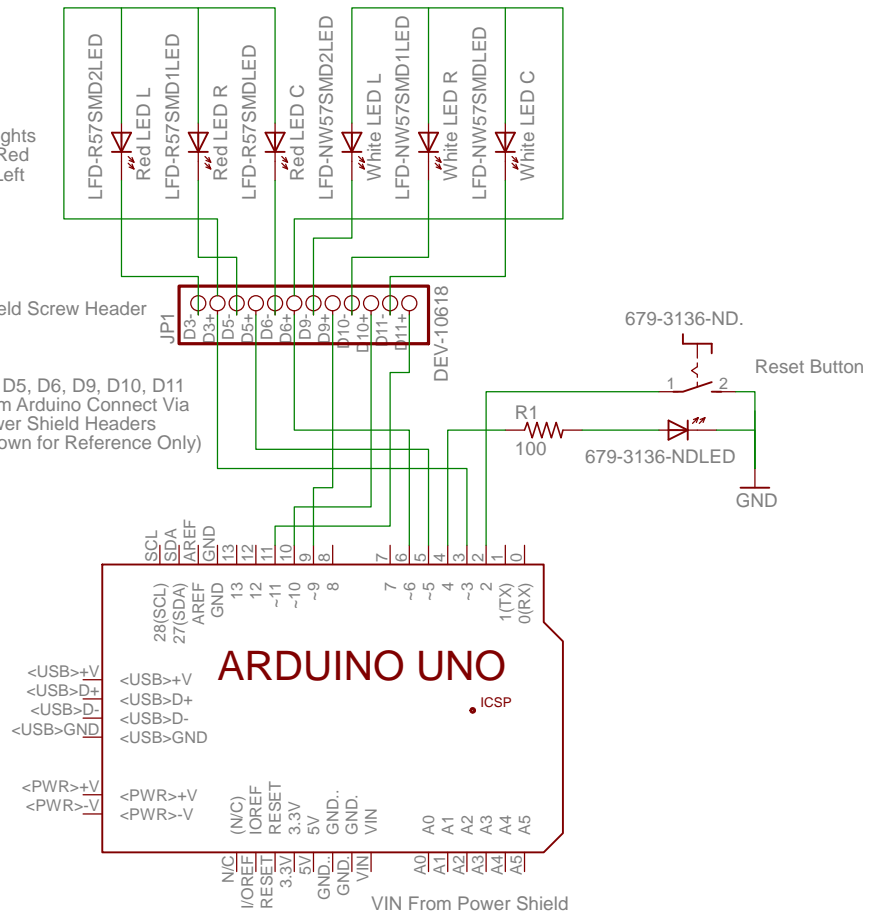 LFD-R57SMD2LED
Red LED L
LFD-R57SMD1LED
Red LED R
LFD-R57SMDLED
Red LED C
LFD-NW57SMD2LED
White LED L
LFD-NW57SMD1LED
White LED R
LFD-NW57SMDLED
White LED C
ghts
Red
Left
eld Screw Header
JP1
D3-
D3+
D5-
D5+
D6-
D6+
D9-
D9+
D10-
D10+
D11-
D11+
DEV-10618
679-3136-ND.
Reset Button
1 2
D5, D6, D9, D10, D11
m Arduino Connect Via
wer Shield Headers
own for Reference Only)
R1
100
679-3136-NDLED
GND
SCL
SDA
AREF
GND
13
12
11
10
9
8
7
6
5
4
3
2
1
0
28(SCL)
27(SDA)
AREF
GND
13
12
~11
~10
~9
8
7
~6
~5
4
~3
2
1(TX)
0(RX)
ARDUINO UNO
ICSP
<USB>+V
<USB>D+
<USB>D-
<USB>GND
<USB>+V
<USB>D+
<USB>D-
<USB>GND
<PWR>+V
<PWR>-V
<PWR>+V
<PWR>-V
(N/C)
IOREF
RESET
3.3V
5V
GND..
GND.
VIN
A0
A1
A2
A3
A4
A5
N/C
I/OREF
RESET
3.3V
5V
GND..
GND.
VIN
A0
A1
A2
A3
A4
A5
VIN From Power Shield